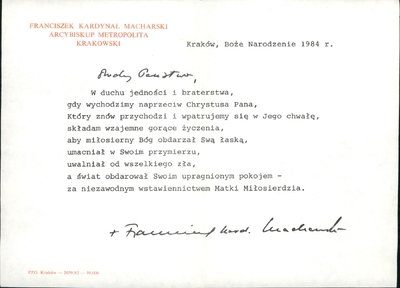 FRANCISZEK KARDYNAŁ MACHARSKI
ARCYBISKUP METROPOLITA
KRAKOWSKI
Kraków, Boże Narodzenie 1984 r.
Państwo,
W duchu jedności i braterstwa,
gdy wychodzimy naprzeciw Chrystusa Pana,
Który znów przychodzi i wpatrujemy się w Jego chwałę,
składam wzajemne gorące życzenia,
aby miłosierny Bóg obdarzał Swą łaską,
umacniał w Swoim przymierzu,
uwalniał od wszelkiego zła,
a świat obdarował Swoim upragnionym pokojem –
za niezawodnym wstawiennictwem Matki Miłosierdzia.
+ Franciszek kard. Macharski